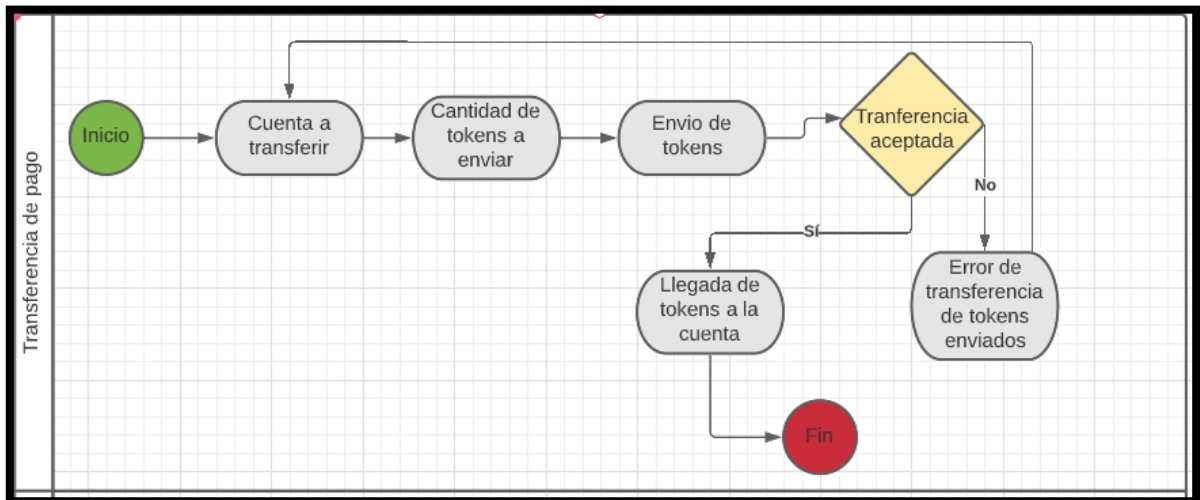 Transferencia de pago
Inicio
Cuenta a
transferir
Cantidad de
tokens a
enviar
Envio de
tokens
Tranferencia
aceptada
No
Sí
Llegada de
tokens a la
cuenta
Error de
transferencia
de tokens
enviados
Fin